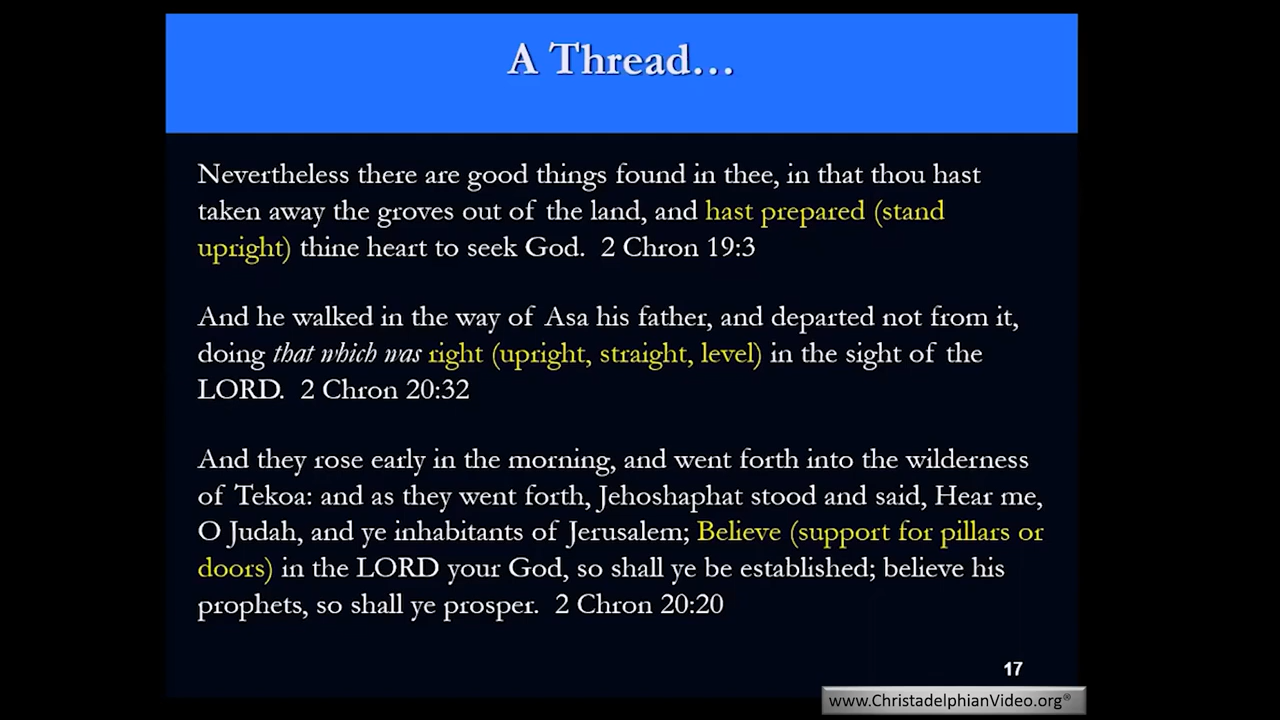 A Thread...
Nevertheless there are good things found in thee, in that thou hast
taken away the groves out of the land, and hast prepared (stand
upright) thine heart to seek God.  2 Chron 19:3
And he walked in the way of Asa his father, and departed not from it,
doing that which was right (upright, straight, level) in the sight of the
LORD.  2 Chron 20:32
And they rose early in the morning, and went forth into the wilderness
of Tekoa: and as they went forth, Jehoshaphat stood and said, Hear me,
O Judah, and ye inhabitants of Jerusalem; Believe (support for pillars or
doors) in the LORD your God, so shall ye be established; believe his
prophets, so shall ye prosper.  2 Chron 20:20
17
www.ChristadelphianVideo.org®